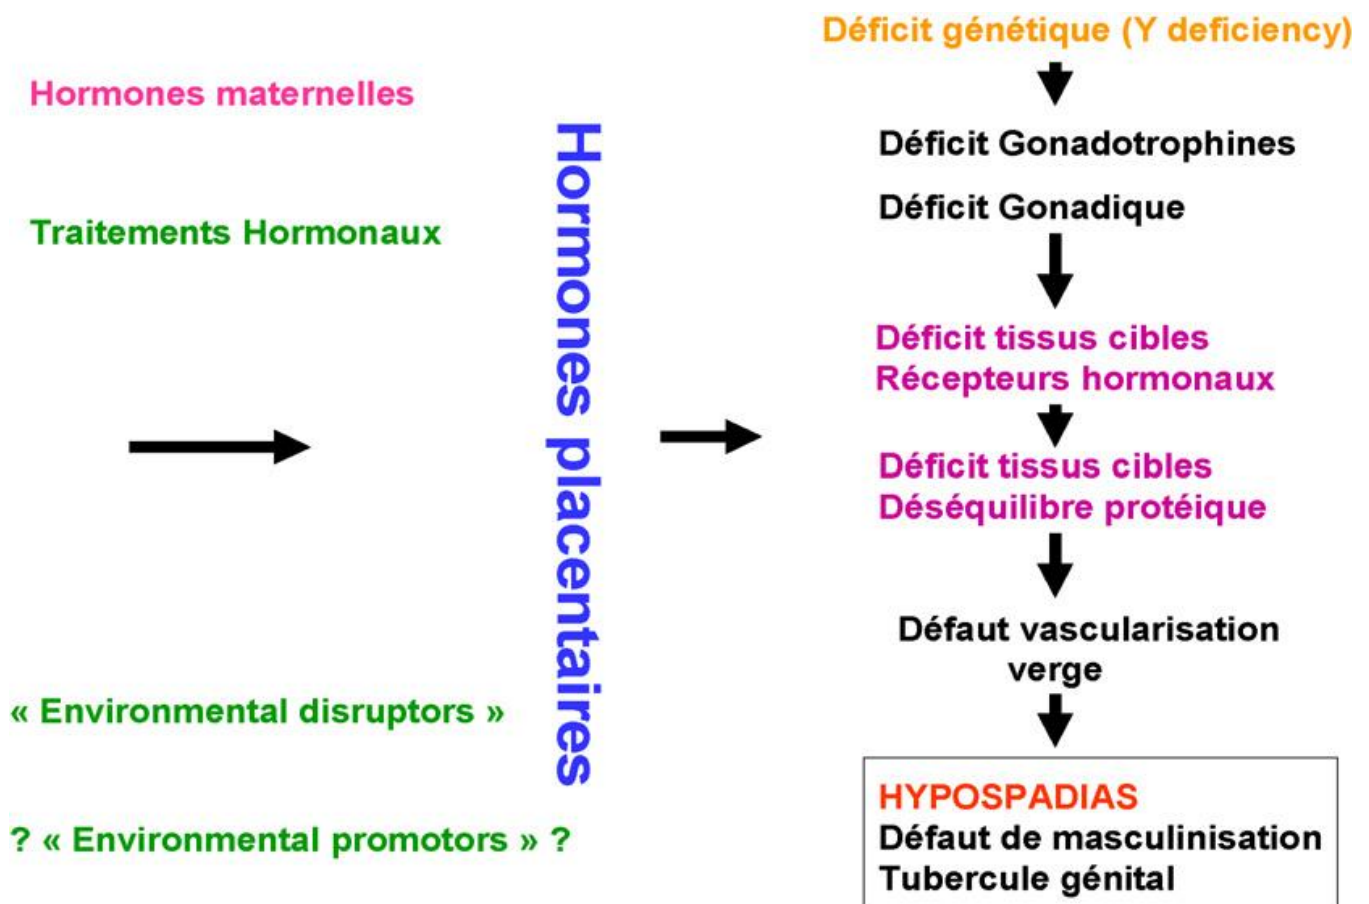 Déficit génétique (Y deficiency)
Hormones maternelles
Déficit Gonadotrophines
Déficit Gonadique
Traitements Hormonaux
Hormones placentaires
Déficit tissus cibles
Récepteurs hormonaux
Déficit tissus cibles
Déséquilibre protéique
Défaut vascularisation
verge
« Environmental disruptors »
? « Environmental promotors » ?
HYPOSPADIAS
Défaut de masculinisation
Tubercule génital